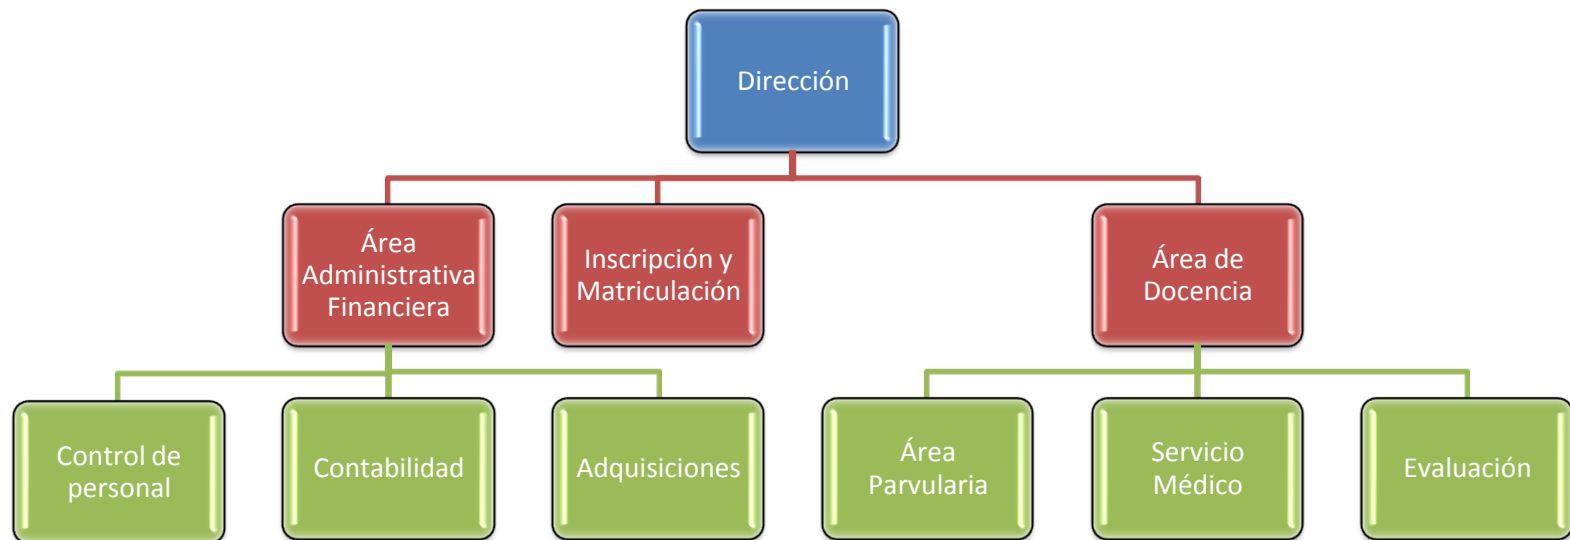 Dirección
Área
Administrativa
Financiera
Inscripción y
Matriculación
Área de
Docencia
Control de
personal
Contabilidad
Adquisiciones
Área
Parvularia
Servicio
Médico
Evaluación